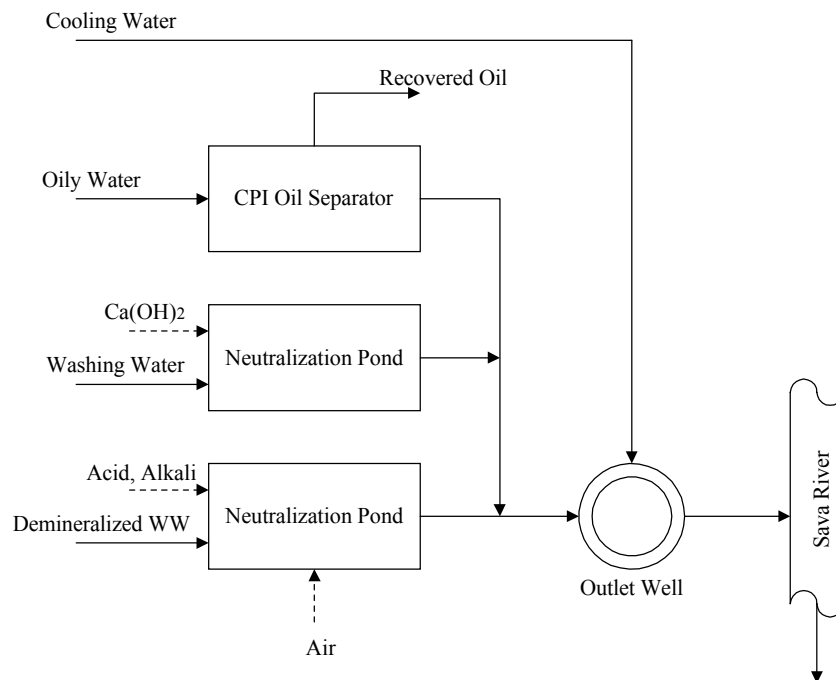 Cooling Water
Recovered Oil
Oily Water
CPI Oil Separator
Ca(OH)2
Neutralization Pond
Washing Water
Acid, Alkali
Neutralization Pond
Demineralized WW
Sava River
Outlet Well
Air